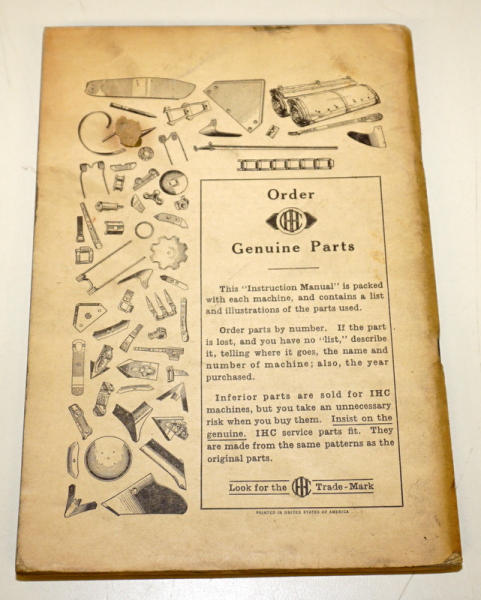 Order
IHC
Genuine Parts
This "Instruction Manual" is packed
with each machine, and contains a list
and illustrations of the parts used.
Order parts by number. If the part
is lost, and you have no "list," describe
it, telling where it goes, the name and
number of machine; also, the year
purchased.
Inferior parts are sold for IHC
machines, but you take an unnecessary
risk when you buy them. Insist on the
genuine. IHC service parts fit. They
are made from the same patterns as the
original parts.
Look for the IHC Trade-Mark
PRINTED IN UNITED STATES OF AMERICA